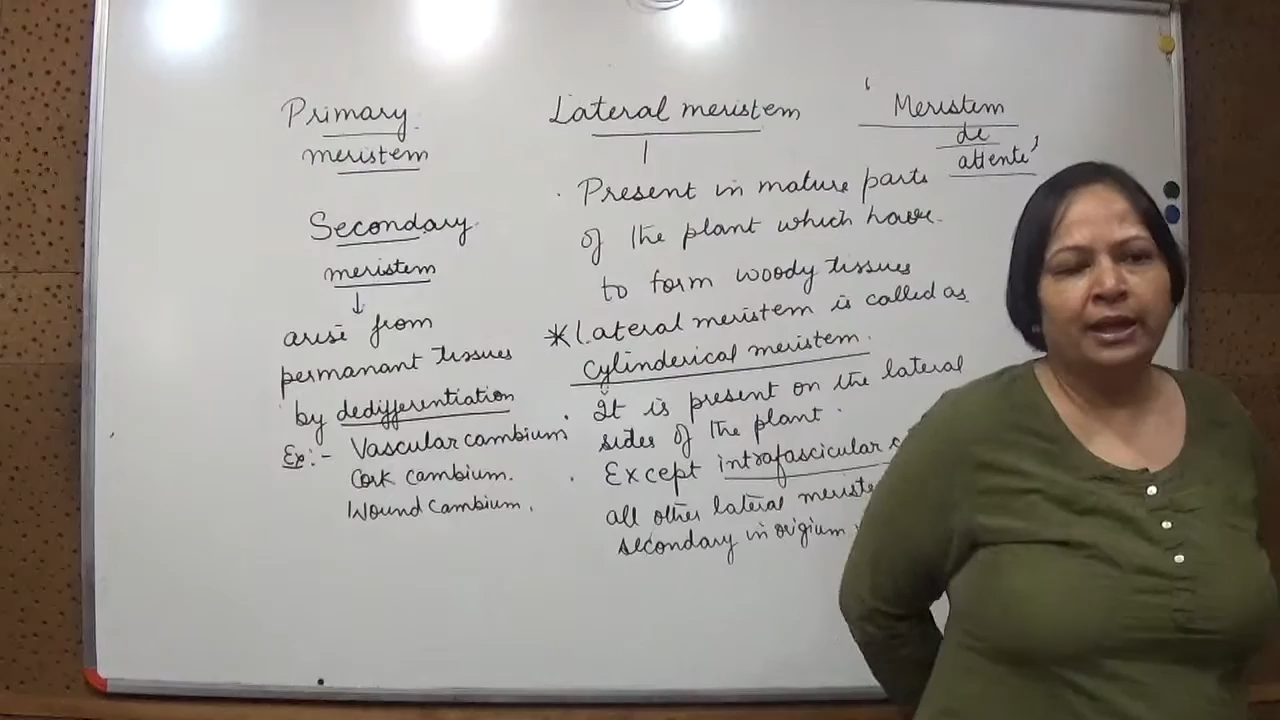 Primary
meristem
Secondary
meristem
↓
arise from
permanant tissues
by dedifferentiation
Ex:- Vascular cambium
Cork cambium.
Wound cambium.
Lateral meristem
. Present in mature parts
of the plant which have
to form woody tissues
* Lateral meristem is called as
cylinderical meristem.
. It is present on the lateral
sides of the plant.
. Except intrafascicular c
all other lateral meriste
secondary in origium
' Meristem
de
attente'